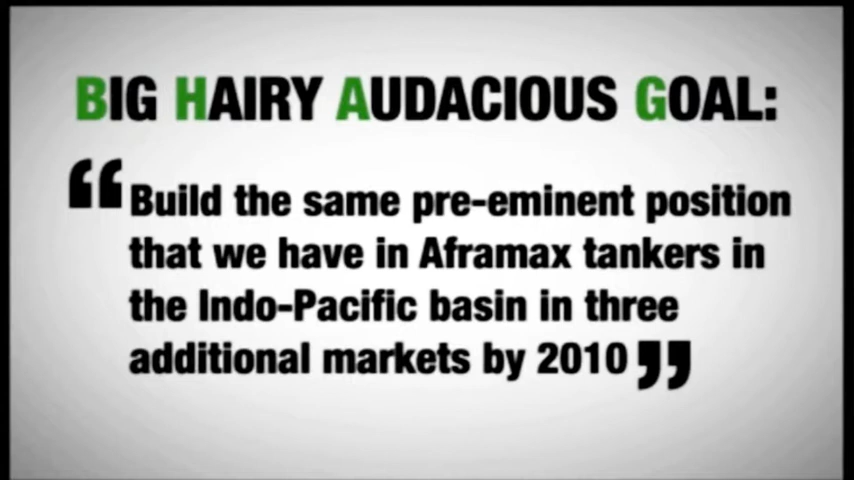 BIG HAIRY AUDACIOUS GOAL:
“Build the same pre-eminent position
that we have in Aframax tankers in
the Indo-Pacific basin in three
additional markets by 2010”